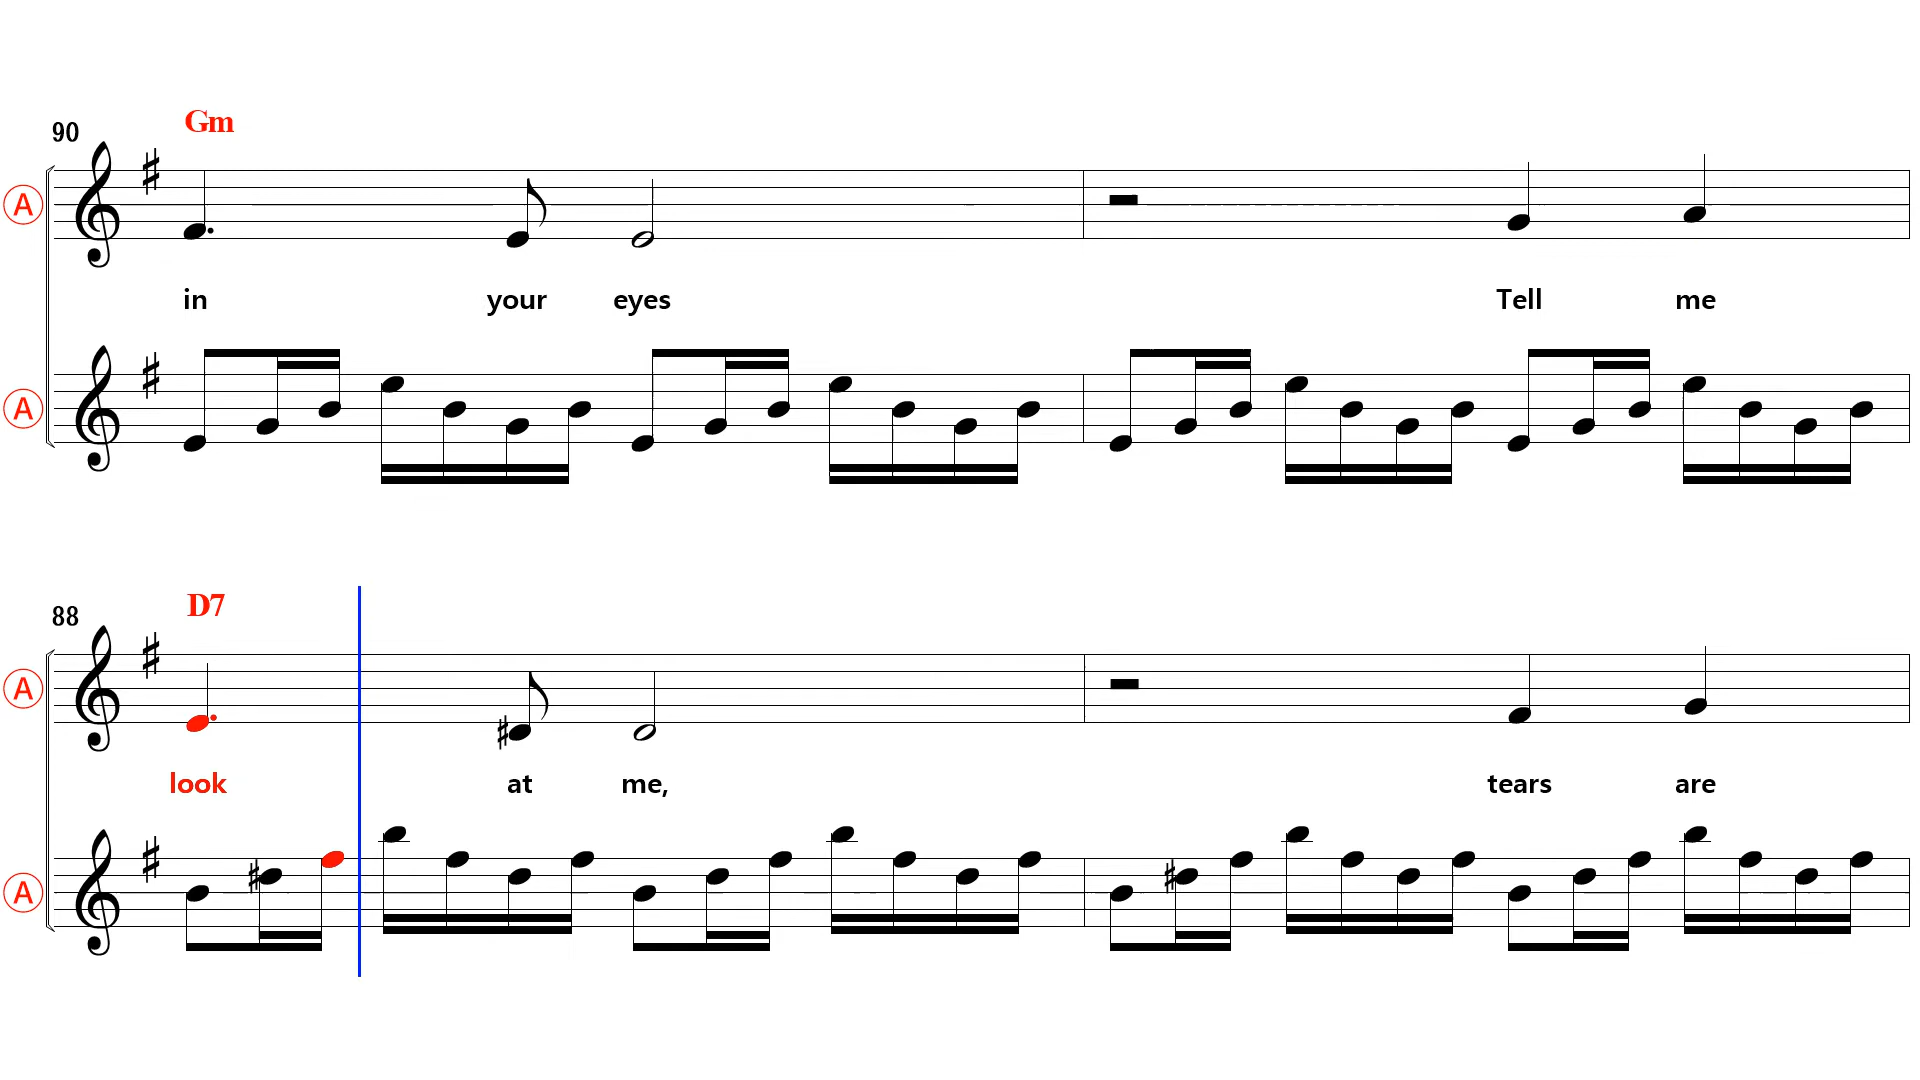 Gm
90
A
in your eyes Tell me
A
D7
88
A
look at me, tears are
A